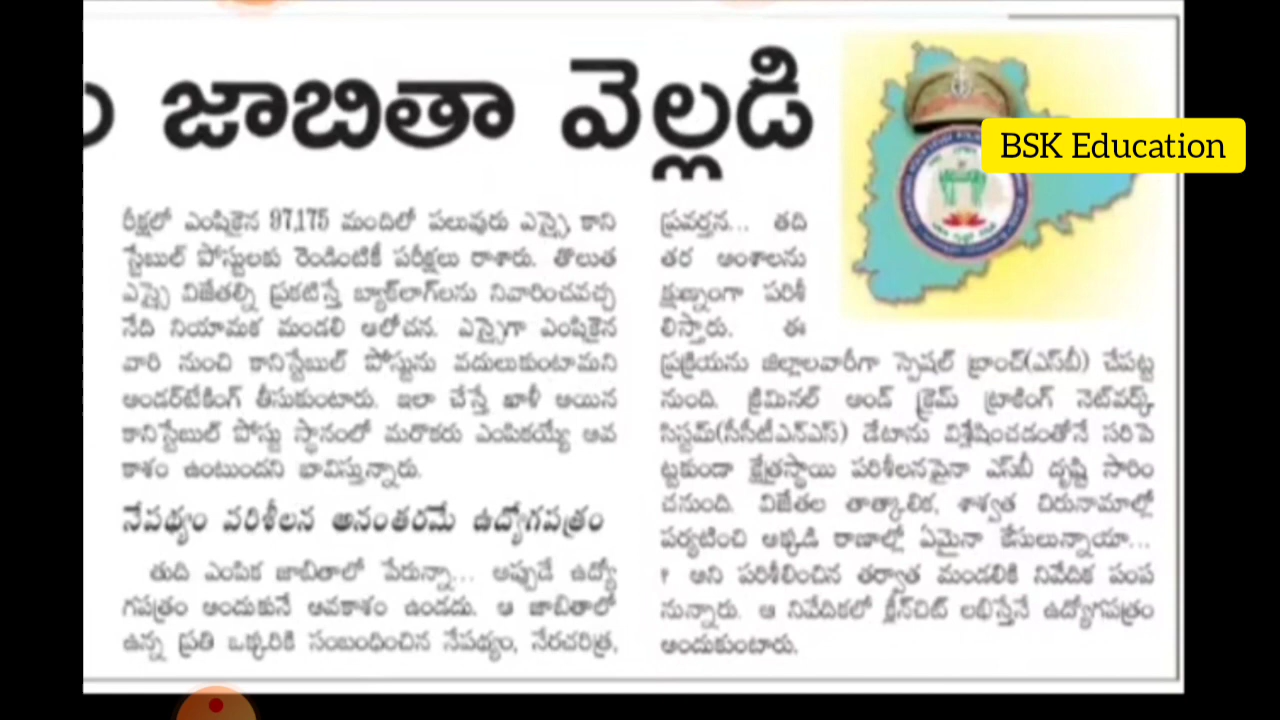 జాబితా వెల్లడి
BSK Education
రీక్షలో ఎంపికైన 97,175 మందిలో పలువురు ఎస్సై, కాని
స్టేబుల్ పోస్టులకు రెండింటికీ పరీక్షలు రాశారు. తొలుత
ఎస్సై విజేతల్ని ప్రకటిస్తే బ్యాక్‌లాగ్‌లను నివారించవచ్చ
నేది నియామక మండలి ఆలోచన. ఎస్సైగా ఎంపికైన
వారి నుంచి కానిస్టేబుల్ పోస్టును వదులుకుంటామని
అండర్‌టేకింగ్ తీసుకుంటారు. ఇలా చేస్తే ఖాళీ అయిన
కానిస్టేబుల్ పోస్టు స్థానంలో మరొకరు ఎంపికయ్యే అవ
కాశం ఉంటుందని భావిస్తున్నారు.
నేపథ్యం పరిశీలన అనంతరమే ఉద్యోగపత్రం
తుది ఎంపిక జాబితాలో పేరున్నా... అప్పుడే ఉద్యో
గపత్రం అందుకునే అవకాశం ఉండదు. ఆ జాబితాలో
ఉన్న ప్రతి ఒక్కరికి సంబంధించిన నేపథ్యం, నేరచరిత్ర,
ప్రవర్తన... తది
తర అంశాలను
క్షుణ్నంగా పరిశీ
లిస్తారు. ఈ
ప్రక్రియను జిల్లాలవారీగా స్పెషల్ బ్రాంచ్(ఎస్‌బీ) చేపట్ట
నుంది. క్రిమినల్ అండ్ క్రైమ్ ట్రాకింగ్ నెట్‌వర్క్
సిస్టమ్(సీసీటీఎన్ఎస్) డేటాను విశ్లేషించడంతోనే సరిపె
ట్టకుండా క్షేత్రస్థాయి పరిశీలనపైనా ఎస్‌బీ దృష్టి సారిం
చనుంది. విజేతల తాత్కాలిక, శాశ్వత చిరునామాల్లో
పర్యటించి అక్కడి ఠాణాల్లో ఏమైనా కేసులున్నాయా...
? అని పరిశీలించిన తర్వాత మండలికి నివేదిక పంప
నున్నారు. ఆ నివేదికలో క్లీన్‌చిట్ లభిస్తేనే ఉద్యోగపత్రం
అందుకుంటారు.